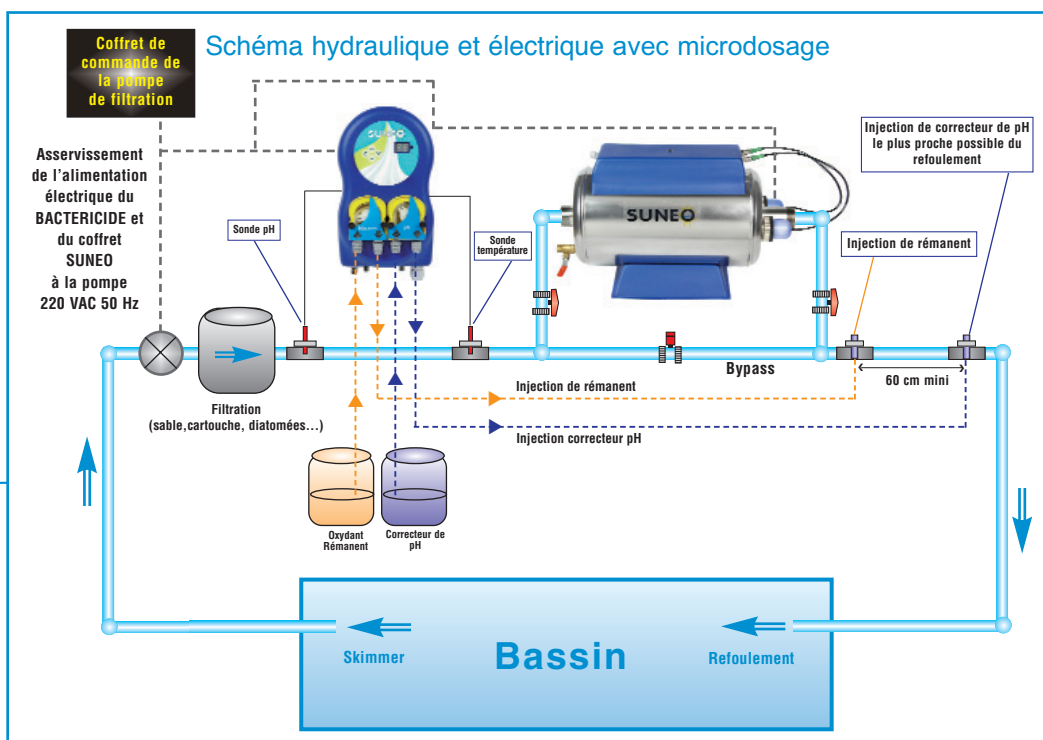 Schéma hydraulique et électrique avec microdosage
Coffret de
commande de
la pompe
de filtration
Asservissement
de l'alimentation
électrique du
BACTERICIDE et
du coffret
SUNEO
à la pompe
220 VAC 50 Hz
SUNEO
SUNEO
Sonde pH
Sonde
température
Injection de correcteur de pH
le plus proche possible du
refoulement
Injection de rémanent
Bypass
60 cm mini
Filtration
(sable,cartouche, diatomées...)
Injection de rémanent
Injection correcteur pH
Oxydant
Rémanent
Correcteur de
pH
Skimmer
Bassin
Refoulement